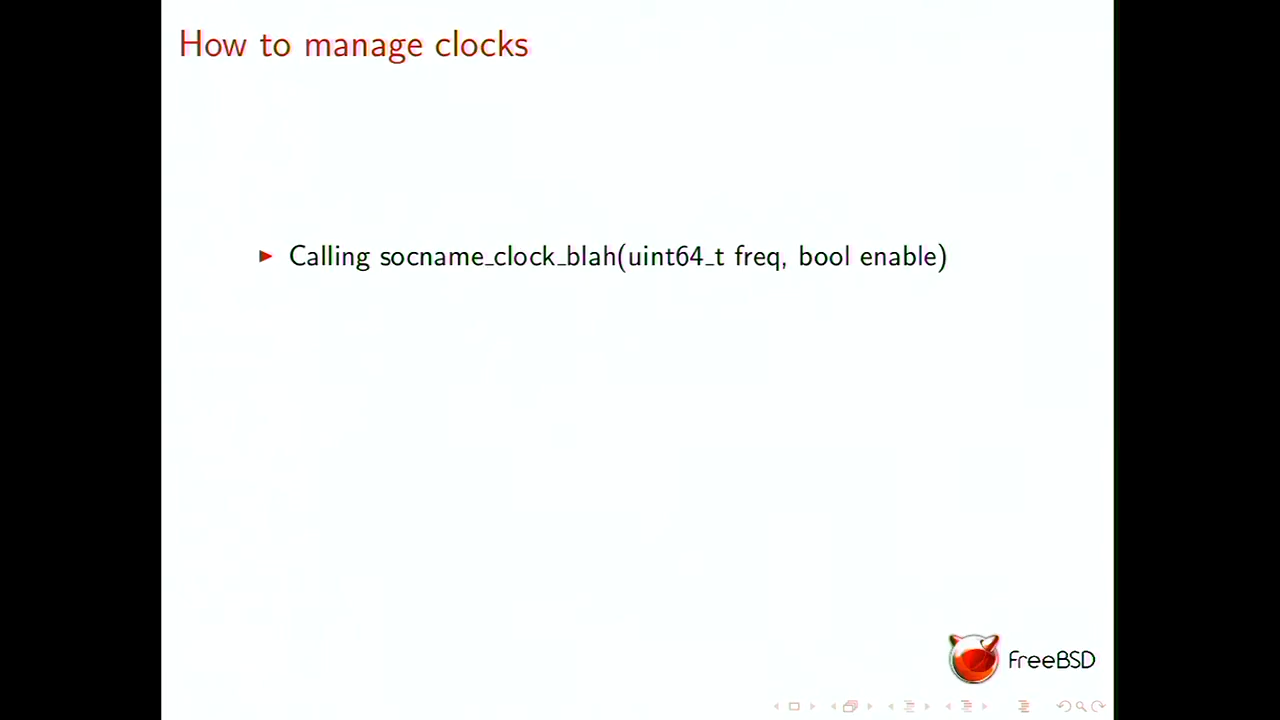 How to manage clocks
Calling socname_clock_blah(uint64_t freq, bool enable)
FreeBSD